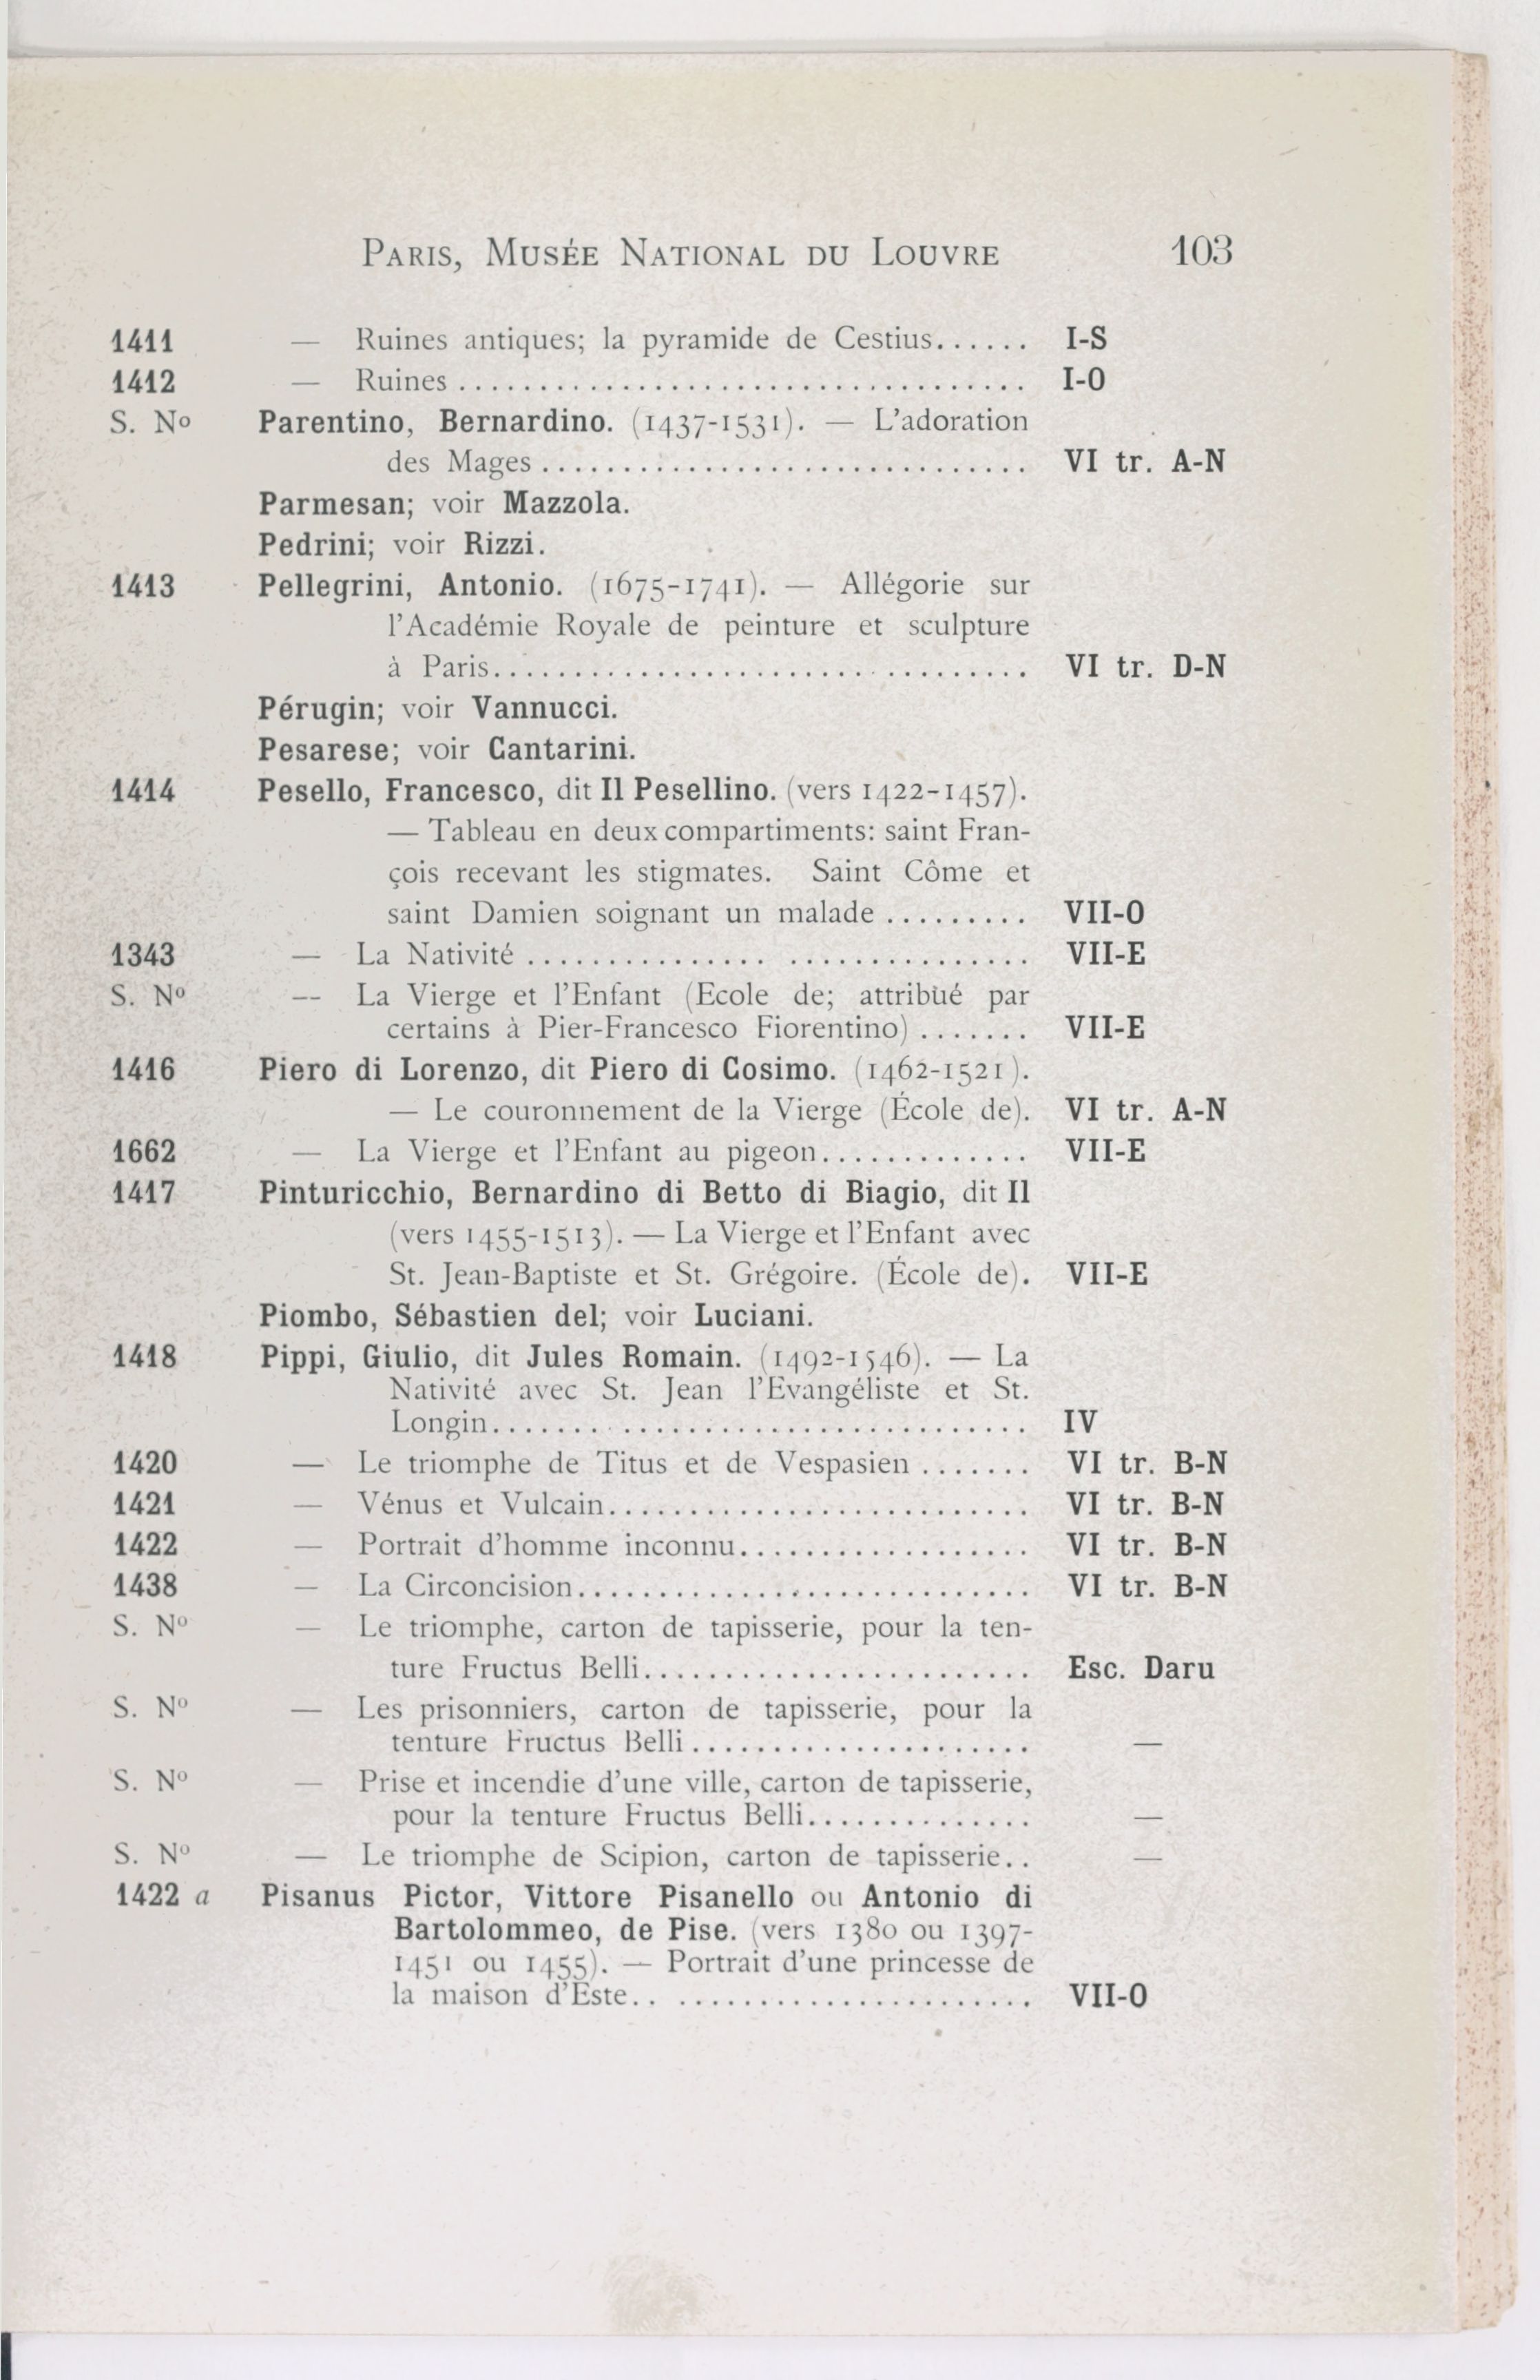 PARIS, MUSÉE NATIONAL DU LOUVRE 103
1411 — Ruines antiques; la pyramide de Cestius...... I-S
1412 — Ruines .................................. I-O
S. Nº Parentino, Bernardino. (1437-1531). — L'adoration
des Mages .............................. VI tr. A-N
Parmesan; voir Mazzola.
Pedrini; voir Rizzi.
1413 Pellegrini, Antonio. (1675-1741). — Allégorie sur
l'Académie Royale de peinture et sculpture
à Paris................................. VI tr. D-N
Pérugin; voir Vannucci.
Pesarese; voir Cantarini.
1414 Pesello, Francesco, dit Il Pesellino. (vers 1422-1457).
— Tableau en deux compartiments: saint Fran-
çois recevant les stigmates. Saint Côme et
saint Damien soignant un malade ......... VII-O
1343 — La Nativité .............................. VII-E
S. Nº -- La Vierge et l'Enfant (Ecole de; attribué par
certains à Pier-Francesco Fiorentino) ....... VII-E
1416 Piero di Lorenzo, dit Piero di Cosimo. (1462-1521).
— Le couronnement de la Vierge (École de). VI tr. A-N
1662 — La Vierge et l'Enfant au pigeon............. VII-E
1417 Pinturicchio, Bernardino di Betto di Biagio, dit Il
(vers 1455-1513). — La Vierge et l'Enfant avec
St. Jean-Baptiste et St. Grégoire. (École de). VII-E
Piombo, Sébastien del; voir Luciani.
1418 Pippi, Giulio, dit Jules Romain. (1492-1546). — La
Nativité avec St. Jean l'Evangéliste et St.
Longin................................. IV
1420 — Le triomphe de Titus et de Vespasien ....... VI tr. B-N
1421 — Vénus et Vulcain.......................... VI tr. B-N
1422 — Portrait d'homme inconnu.................. VI tr. B-N
1438 — La Circoncision............................ VI tr. B-N
S. Nº — Le triomphe, carton de tapisserie, pour la ten-
ture Fructus Belli........................ Esc. Daru
S. Nº — Les prisonniers, carton de tapisserie, pour la
tenture Fructus Belli ..................... —
S. Nº — Prise et incendie d'une ville, carton de tapisserie,
pour la tenture Fructus Belli.............. —
S. Nº — Le triomphe de Scipion, carton de tapisserie.. —
1422 a Pisanus Pictor, Vittore Pisanello ou Antonio di
Bartolommeo, de Pise. (vers 1380 ou 1397-
1451 ou 1455). — Portrait d'une princesse de
la maison d'Este.. ...................... VII-O